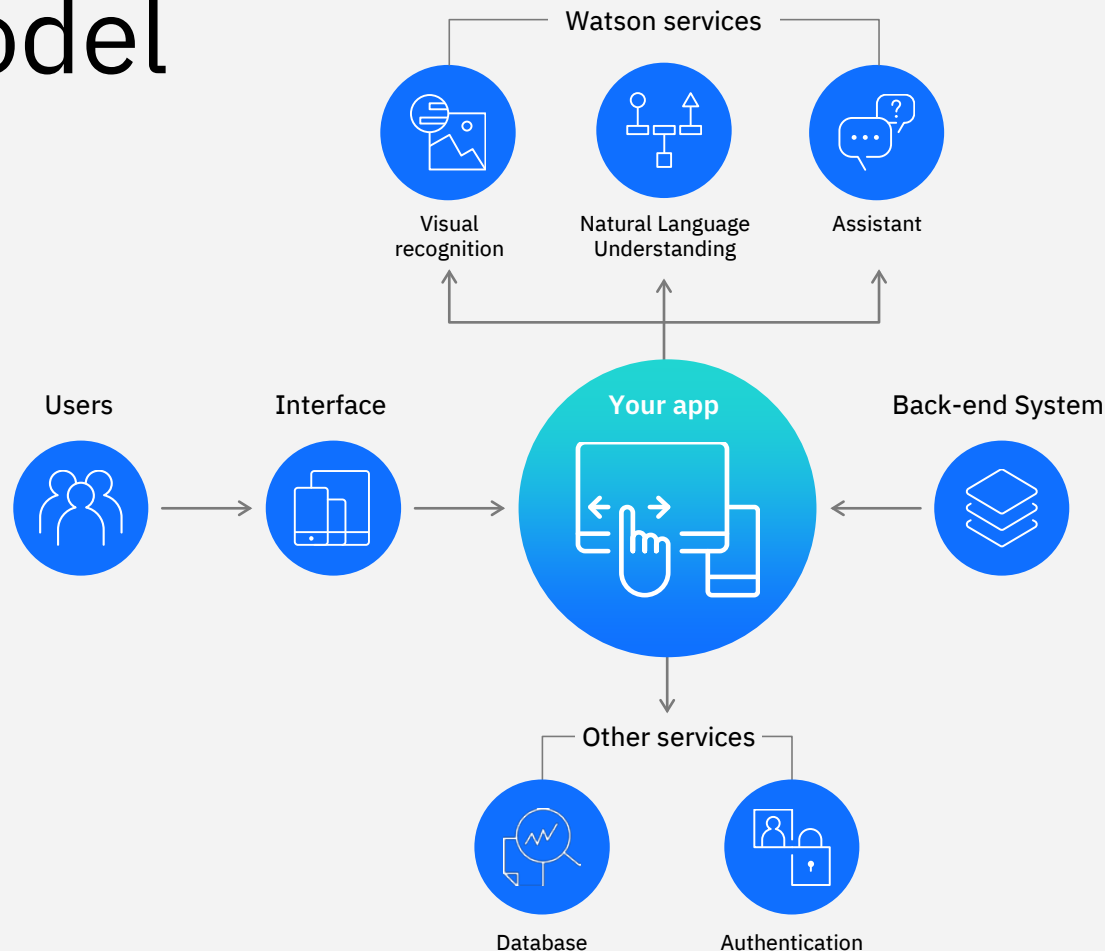 odel
Watson services
?
Visual
recognition
Natural Language
Understanding
Assistant
Users
Interface
Your app
Back-end System
Other services
Database
Authentication